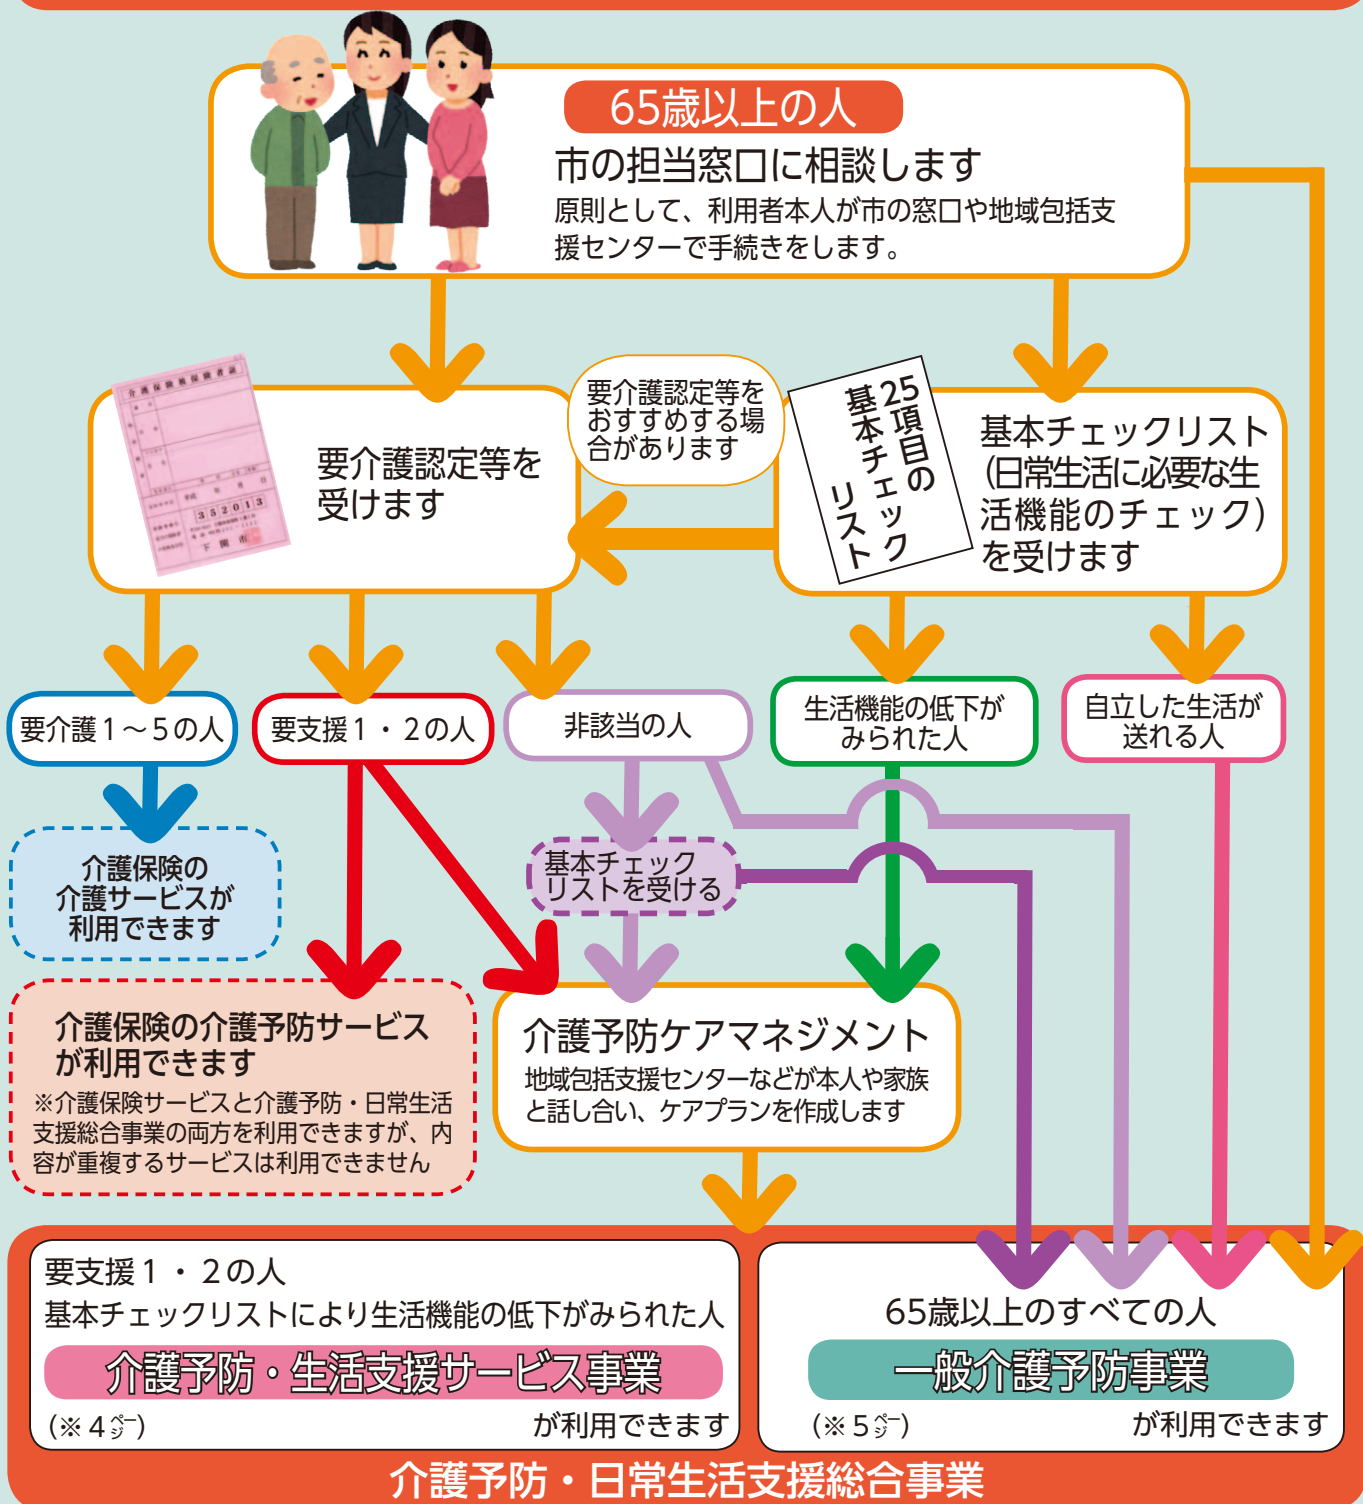 65歳以上の人
市の担当窓口に相談します
原則として、利用者本人が市の窓口や地域包括支
援センターで手続きをします。
介護保険被保険者証
352013
下関市
要介護認定等を
受けます
要介護認定等を
おすすめする場
合があります
25項目の
基本チェック
リスト
基本チェックリスト
(日常生活に必要な生
活機能のチェック)
を受けます
要介護1～5の人
要支援1・2の人
非該当の人
生活機能の低下が
みられた人
自立した生活が
送れる人
介護保険の
介護サービスが
利用できます
基本チェック
リストを受ける
介護保険の介護予防サービス
が利用できます
※介護保険サービスと介護予防・日常生活
支援総合事業の両方を利用できますが、内
容が重複するサービスは利用できません
介護予防ケアマネジメント
地域包括支援センターなどが本人や家族
と話し合い、ケアプランを作成します
要支援1・2の人
基本チェックリストにより生活機能の低下がみられた人
介護予防・生活支援サービス事業
(※4ページ) が利用できます
65歳以上のすべての人
一般介護予防事業
(※5ページ) が利用できます
介護予防・日常生活支援総合事業